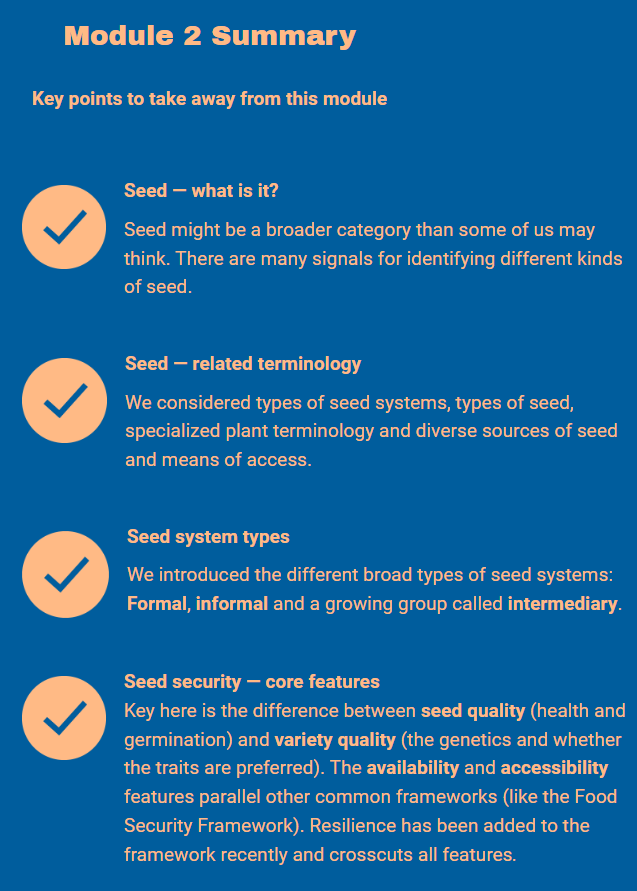 Module 2 Summary
Key points to take away from this module
Seed — what is it?
Seed might be a broader category than some of us may
think. There are many signals for identifying different kinds
of seed.
Seed — related terminology
We considered types of seed systems, types of seed,
specialized plant terminology and diverse sources of seed
and means of access.
Seed system types
We introduced the different broad types of seed systems:
Formal, informal and a growing group called intermediary.
Seed security — core features
Key here is the difference between seed quality (health and
germination) and variety quality (the genetics and whether
the traits are preferred). The availability and accessibility
features parallel other common frameworks (like the Food
Security Framework). Resilience has been added to the
framework recently and crosscuts all features.